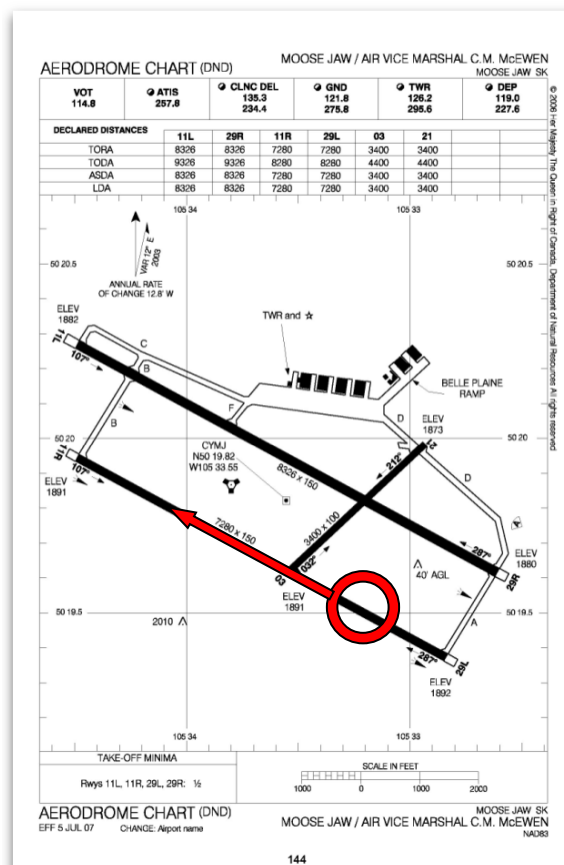 AERODROME CHART (DND)
MOOSE JAW / AIR VICE MARSHAL C.M. McEWEN
MOOSE JAW SK
VOT
114.8
ATIS
257.8
CLNC DEL
135.3
234.4
GND
121.8
275.8
TWR
126.2
295.6
DEP
119.0
227.6
DECLARED DISTANCES
11L 29R 11R 29L 03 21
TORA 8326 8326 7280 7280 3400 3400
TODA 9326 9326 8280 8280 4400 4400
ASDA 8326 8326 7280 7280 3400 3400
LDA 8326 8326 7280 7280 3400 3400
© 2006 Her Majesty The Queen in Right of Canada, Department of Natural Resources All rights reserved
105 34
105 33
VAR 12° E
2003
ANNUAL RATE
OF CHANGE 12.8' W
50 20.5
50 20.5
ELEV
1882
11L
107°
C
B
TWR and
BELLE PLAINE
RAMP
F
D
ELEV
1873
21
212°
B
50 20
50 20
CYMJ
N50 19.82
W105 33.55
8326 x 150
D
11R
107°
ELEV
1891
7280 x 150
3400 x 100
032°
03
ELEV
1891
40' AGL
287°
ELEV
1880
29R
50 19.5
50 19.5
2010
A
287°
29L
ELEV
1892
105 34
105 33
TAKE-OFF MINIMA
Rwys 11L, 11R, 29L, 29R: ½
SCALE IN FEET
1000 0 1000 2000
AERODROME CHART (DND)
EFF 5 JUL 07 CHANGE: Airport name
MOOSE JAW SK
MOOSE JAW / AIR VICE MARSHAL C.M. McEWEN
NAD83
144